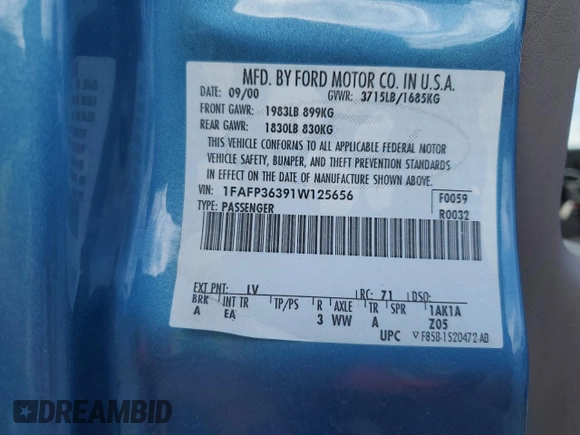 MFD. BY FORD MOTOR CO. IN U.S.A.
DATE: 09/00 GVWR: 3715LB/1685KG
FRONT GAWR: 1983LB 899KG
REAR GAWR: 1830LB 830KG
THIS VEHICLE CONFORMS TO ALL APPLICABLE FEDERAL MOTOR
VEHICLE SAFETY, BUMPER, AND THEFT PREVENTION STANDARDS
IN EFFECT ON THE DATE OF MANUFACTURE SHOWN ABOVE.
VIN: 1FAFP36391W125656 F0059
TYPE: PASSENGER R0032
EXT PNT: LV RC: 71 DSO:
BRK INT TR TP/PS R AXLE TR SPR 1AK1A
A EA 3 WW A Z05
UPC ▽F85B-1520472-AB
DREAMBID